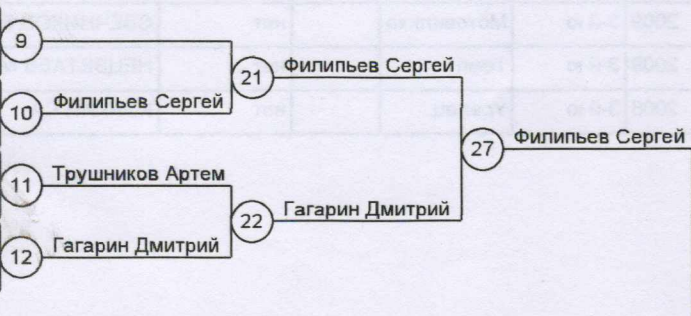 9
21 Филипьев Сергей
10 Филипьев Сергей
27 Филипьев Сергей
11 Трушников Артем
22 Гагарин Дмитрий
12 Гагарин Дмитрий